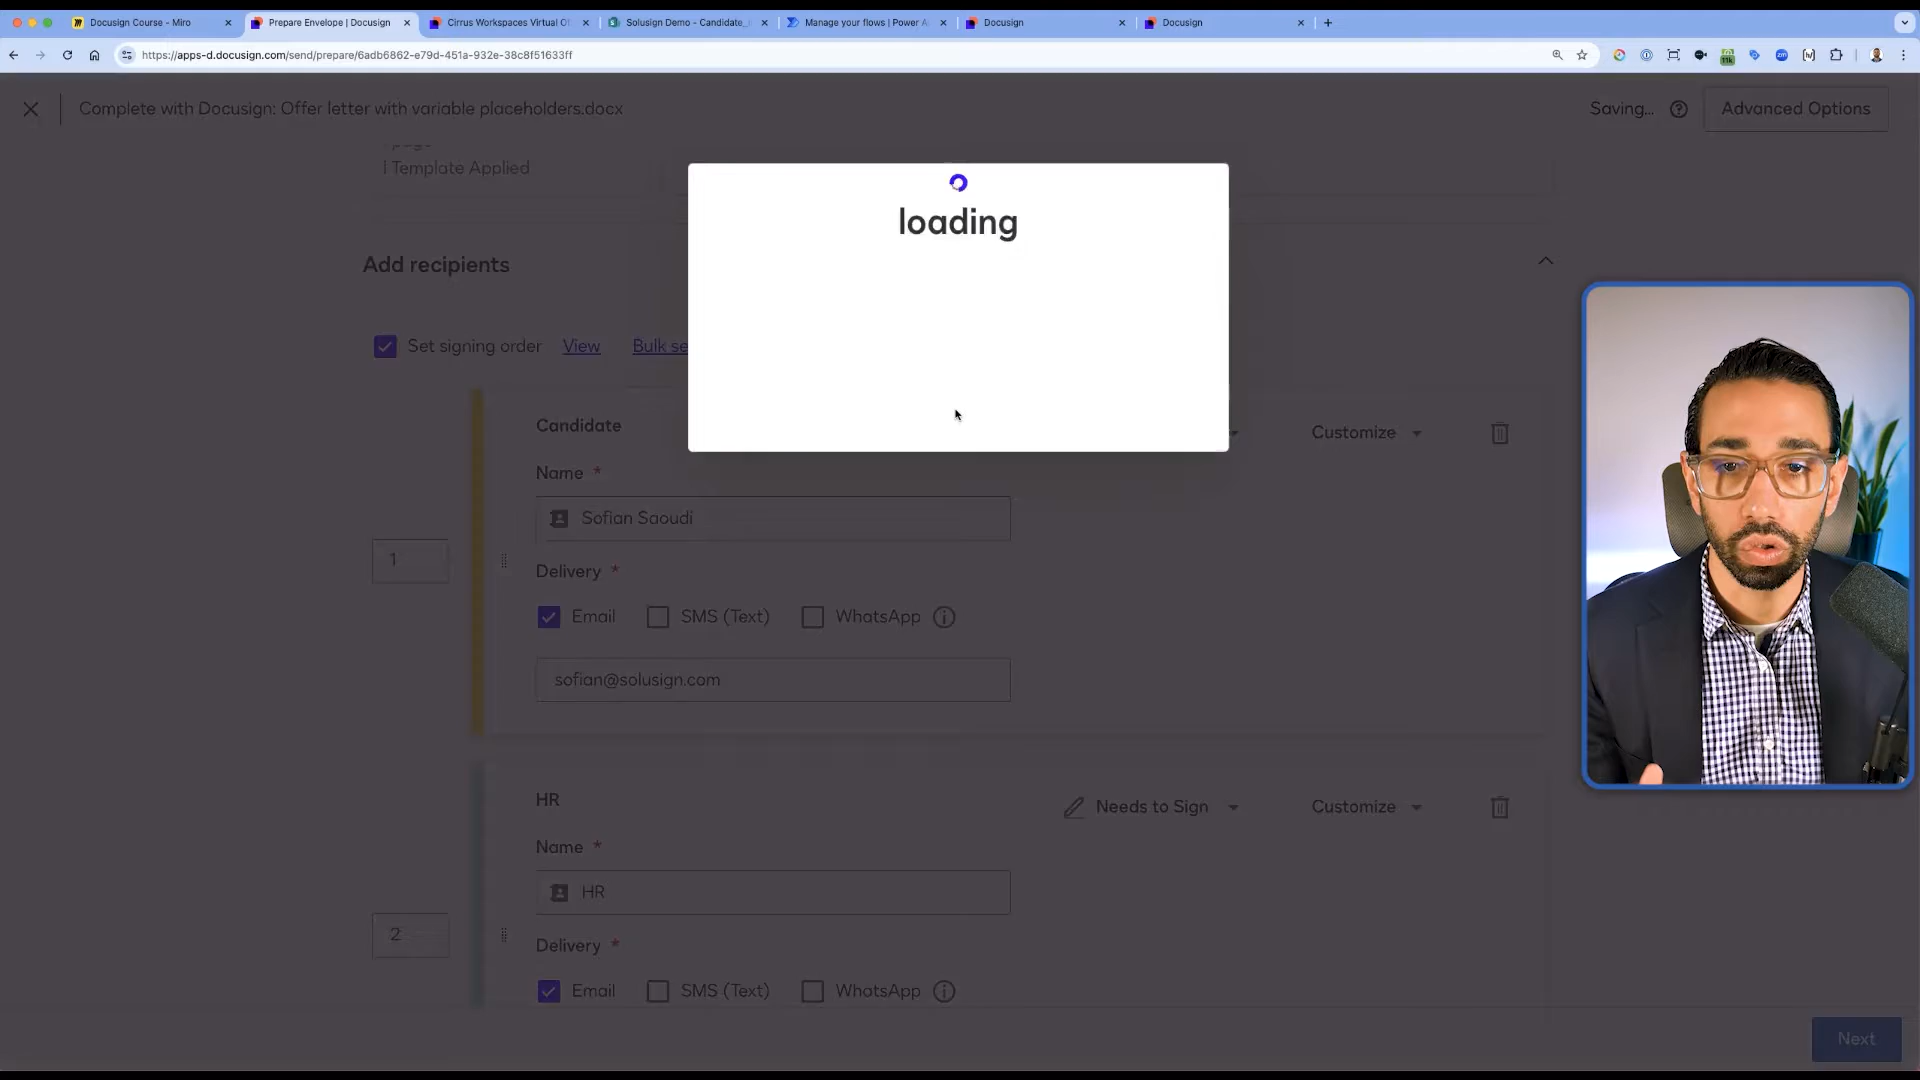 Docusign Course - Miro
Prepare Envelope | Docusign
Cirrus Workspaces Virtual Of
Solusign Demo - Candidate_
Manage your flows | Power A
Docusign
Docusign
https://apps-d.docusign.com/send/prepare/6adb6862-e79d-451a-932e-38c8f51633ff
11k
Complete with Docusign: Offer letter with variable placeholders.docx
Saving...
Advanced Options
1 page
Template Applied
loading
Add recipients
Set signing order
View
Bulk se
Candidate
Customize
Name *
Sofian Saoudi
1
Delivery *
Email
SMS (Text)
WhatsApp
sofian@solusign.com
HR
Needs to Sign
Customize
Name *
HR
2
Delivery *
Email
SMS (Text)
WhatsApp
Next